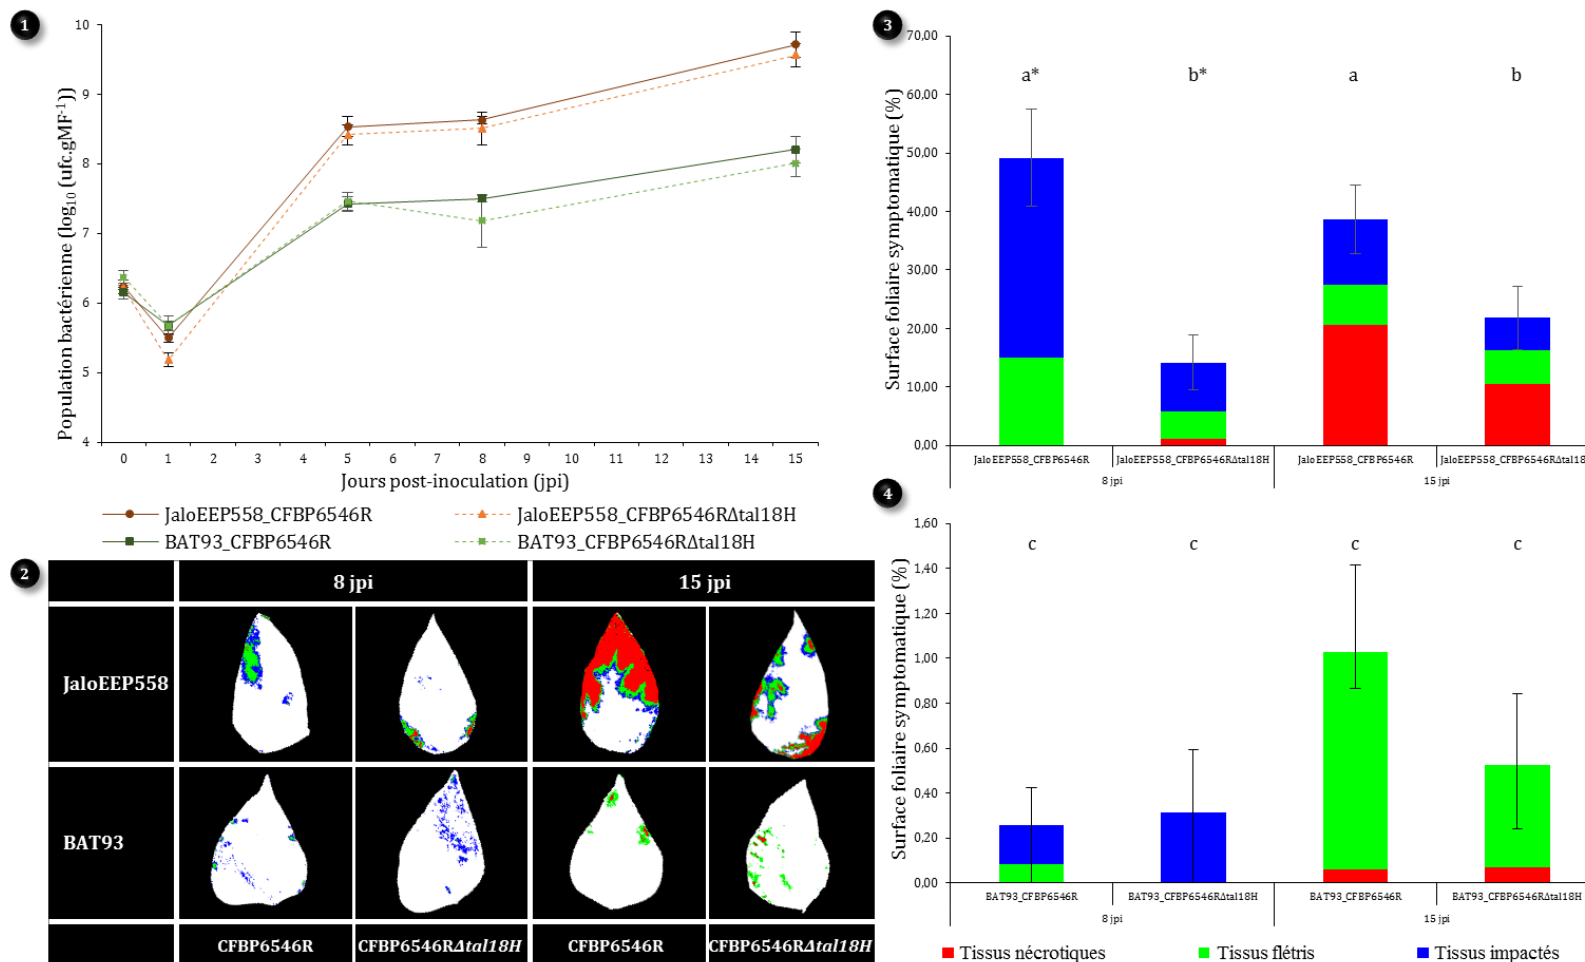 1
Population bactérienne (log10 (ufc.gMF-1))
10
9
8
7
6
5
4
0 1 2 3 4 5 6 7 8 9 10 11 12 13 14 15
Jours post-inoculation (jpi)
JaloEEP558_CFBP6546R
JaloEEP558_CFBP6546RΔtal18H
BAT93_CFBP6546R
BAT93_CFBP6546RΔtal18H
2
8 jpi
15 jpi
JaloEEP558
BAT93
CFBP6546R
CFBP6546RΔtal18H
CFBP6546R
CFBP6546RΔtal18H
3
Surface foliaire symptomatique (%)
70,00
60,00
50,00
40,00
30,00
20,00
10,00
0,00
a*
b*
a
b
JaloEEP558_CFBP6546R
JaloEEP558_CFBP6546RΔtal18H
JaloEEP558_CFBP6546R
JaloEEP558_CFBP6546RΔtal18
8 jpi
15 jpi
4
Surface foliaire symptomatique (%)
1,60
1,40
1,20
1,00
0,80
0,60
0,40
0,20
0,00
c
c
c
c
BAT93_CFBP6546R
BAT93_CFBP6546RΔtal18H
BAT93_CFBP6546R
BAT93_CFBP6546RΔtal18H
8 jpi
15 jpi
Tissus nécrotiques
Tissus flétris
Tissus impactés